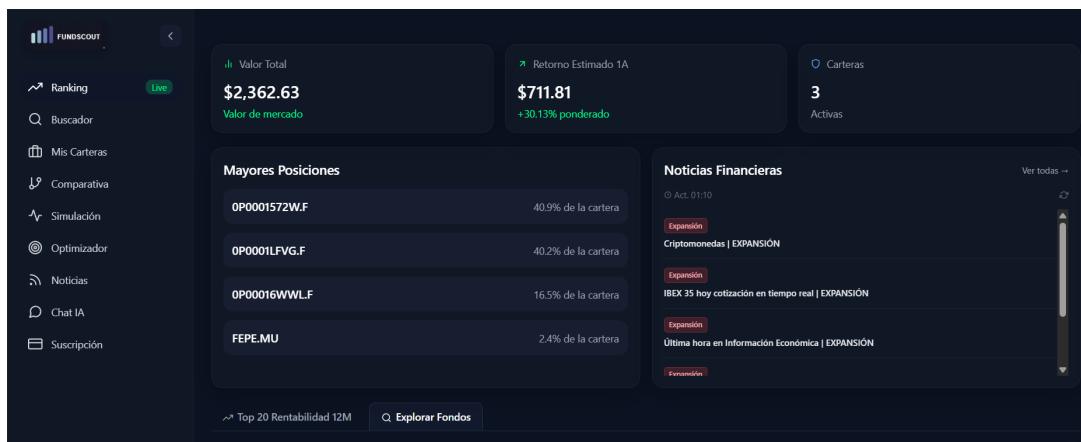 FUNDSCOUT
Ranking
Live
Buscador
Mis Carteras
Comparativa
Simulación
Optimizador
Noticias
Chat IA
Suscripción
Valor Total
$2,362.63
Valor de mercado
Retorno Estimado 1A
$711.81
+30.13% ponderado
Carteras
3
Activas
Mayores Posiciones
0P0001572W.F
40.9% de la cartera
0P0001LFVG.F
40.2% de la cartera
0P00016WWL.F
16.5% de la cartera
FEPE.MU
2.4% de la cartera
Noticias Financieras
Ver todas →
Act. 01:10
Expansión
Criptomonedas | EXPANSIÓN
Expansión
IBEX 35 hoy cotización en tiempo real | EXPANSIÓN
Expansión
Última hora en Información Económica | EXPANSIÓN
Expansión
Top 20 Rentabilidad 12M
Explorar Fondos